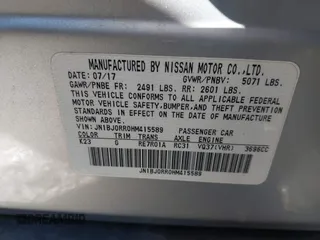 MANUFACTURED BY NISSAN MOTOR CO.,LTD.
DATE: 07/17 GVWR/PNBV: 5071 LBS.
GAWR/PNBE FR: 2491 LBS. RR: 2601 LBS.
THIS VEHICLE CONFORMS TO ALL APPLICABLE FEDERAL
MOTOR VEHICLE SAFETY,BUMPER,AND THEFT PREVENTION
STANDARDS IN EFFECT ON THE DATE OF
MANUFACTURE SHOWN ABOVE.
VIN: JN1BJ0RR0HM415589 PASSENGER CAR
COLOR TRIM TRANS AXLE ENGINE
K23 G RE7R01A RC31 VQ37(VHR) 3696CC
JN1BJ0RR0HM415589